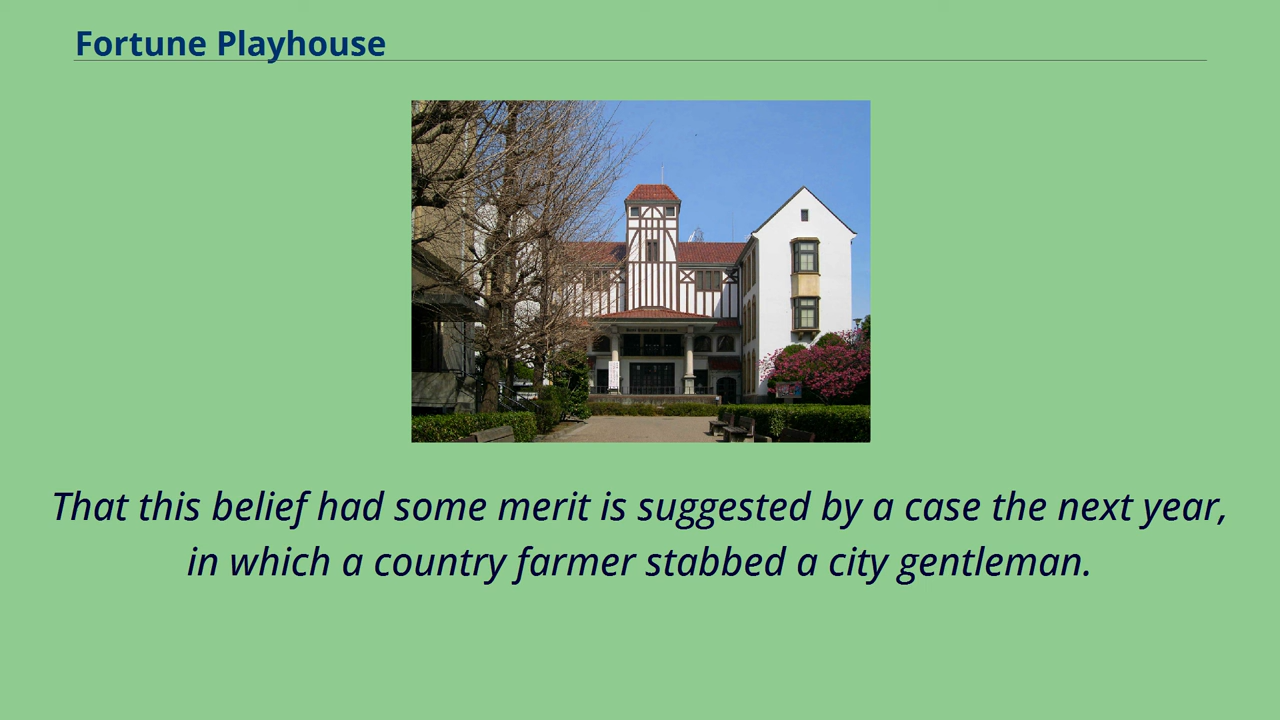 Fortune Playhouse
That this belief had some merit is suggested by a case the next year,
in which a country farmer stabbed a city gentleman.